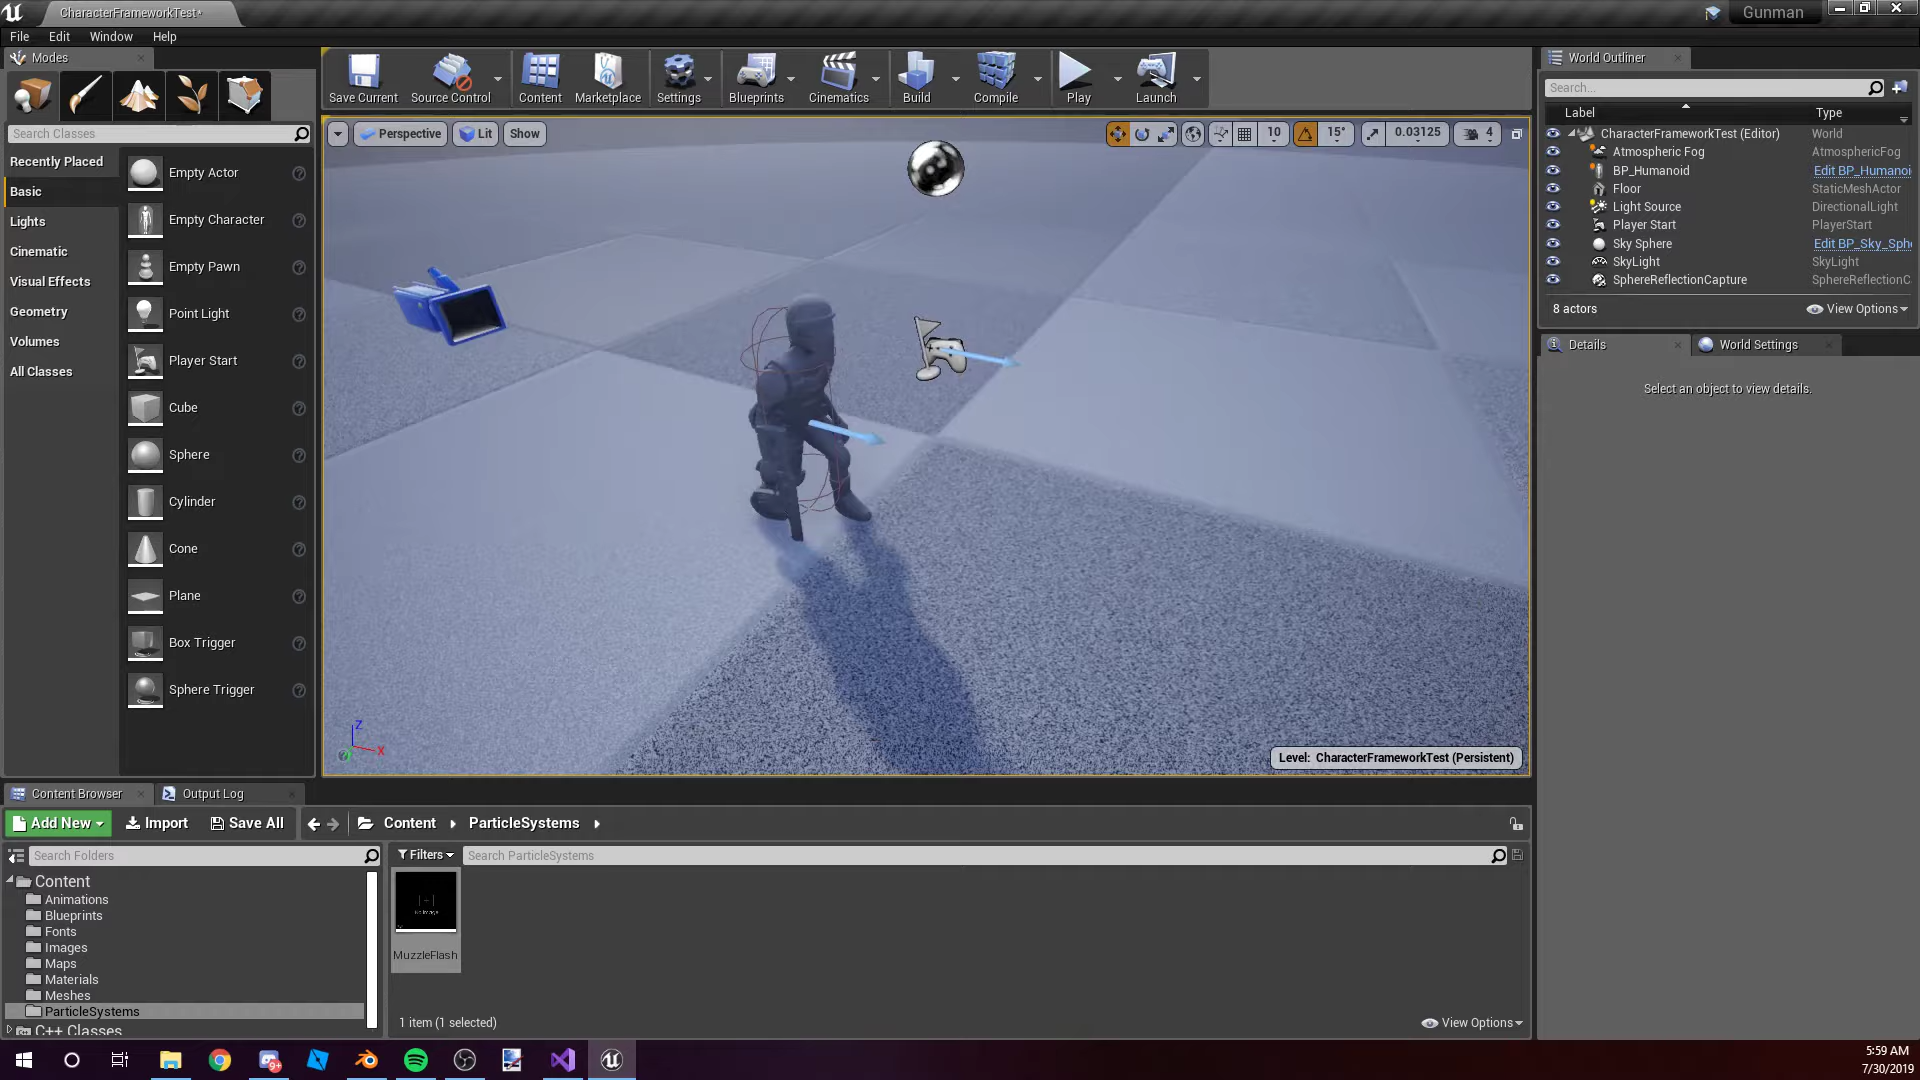 CharacterFrameworkTest*
Gunman
File Edit Window Help
Modes
Search Classes
Recently Placed
Basic
Lights
Cinematic
Visual Effects
Geometry
Volumes
All Classes
Empty Actor
Empty Character
Empty Pawn
Point Light
Player Start
Cube
Sphere
Cylinder
Cone
Plane
Box Trigger
Sphere Trigger
Save Current
Source Control
Content
Marketplace
Settings
Blueprints
Cinematics
Build
Compile
Play
Launch
Perspective
Lit
Show
10
15°
0.03125
4
Z
X
Level: CharacterFrameworkTest (Persistent)
World Outliner
Search...
Label Type
CharacterFrameworkTest (Editor) World
Atmospheric Fog AtmosphericFog
BP_Humanoid Edit BP_Humanoi
Floor StaticMeshActor
Light Source DirectionalLight
Player Start PlayerStart
Sky Sphere Edit BP_Sky_Sph
SkyLight SkyLight
SphereReflectionCapture SphereReflectionC
8 actors
View Options
Details
World Settings
Select an object to view details.
Content Browser
Output Log
Add New
Import
Save All
Content
ParticleSystems
Search Folders
Filters
Search ParticleSystems
Content
Animations
Blueprints
Fonts
Images
Maps
Materials
Meshes
ParticleSystems
C++ Classes
No Image
MuzzleFlash
1 item (1 selected)
View Options
9+
5:59 AM
7/30/2019